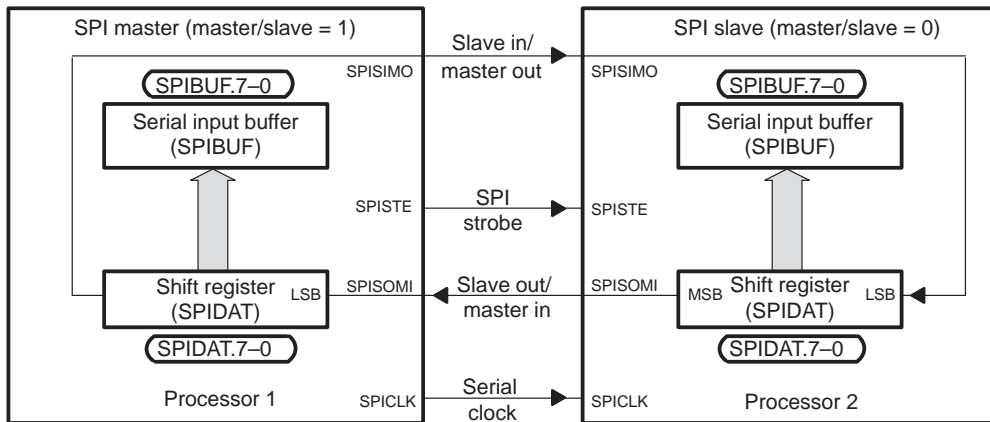 SPI master (master/slave = 1)
SPISIMO
SPIBUF.7–0
Serial input buffer
(SPIBUF)
SPISTE
Shift register
(SPIDAT)
LSB
SPISOMI
SPIDAT.7–0
Processor 1
SPICLK
Slave in/
master out
SPI
strobe
Slave out/
master in
Serial
clock
SPI slave (master/slave = 0)
SPISIMO
SPIBUF.7–0
Serial input buffer
(SPIBUF)
SPISTE
SPISOMI
MSB
Shift register
(SPIDAT)
LSB
SPIDAT.7–0
SPICLK
Processor 2